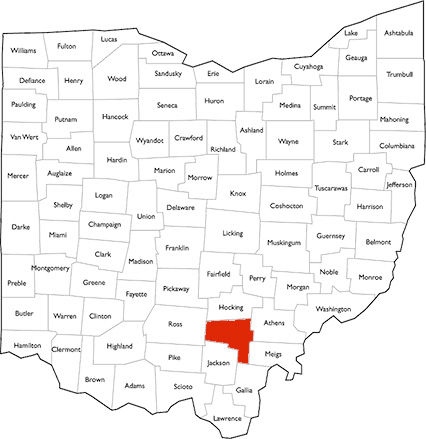 Williams
Fulton
Lucas
Ottawa
Lake
Ashtabula
Geauga
Cuyahoga
Defiance
Henry
Wood
Sandusky
Erie
Lorain
Trumbull
Paulding
Putnam
Hancock
Seneca
Huron
Medina
Summit
Portage
Mahoning
Van Wert
Allen
Wyandot
Crawford
Richland
Ashland
Wayne
Stark
Columbiana
Mercer
Auglaize
Hardin
Marion
Morrow
Holmes
Tuscarawas
Carroll
Jefferson
Shelby
Logan
Union
Delaware
Knox
Coshocton
Harrison
Darke
Miami
Champaign
Licking
Muskingum
Guernsey
Belmont
Clark
Madison
Franklin
Preble
Montgomery
Greene
Fayette
Pickaway
Fairfield
Perry
Morgan
Noble
Monroe
Butler
Warren
Clinton
Ross
Hocking
Athens
Washington
Hamilton
Clermont
Highland
Pike
Jackson
Meigs
Brown
Adams
Scioto
Gallia
Lawrence